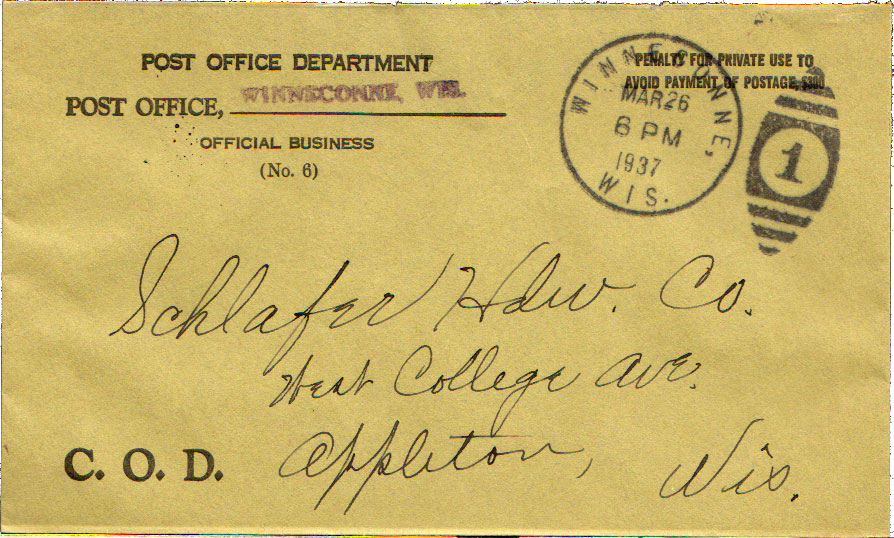 POST OFFICE DEPARTMENT
POST OFFICE, WINNECONNE, WIS.
OFFICIAL BUSINESS
(No. 6)
PENALTY FOR PRIVATE USE TO
AVOID PAYMENT OF POSTAGE, $300
WINNECONNE,
MAR 26
6 PM
1937
WIS.
1
Schlafer Hdw. Co.
West College Ave.
C. O. D. Appleton, Wis.